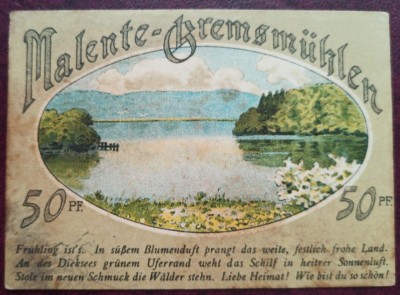 Malente-Gremsmühlen
50 PF. 50 PF.
Frühling ist's. In süßem Blumenduft prangt das weite, festlich frohe Land.
An des Dieksees grünem Uferrand weht das Schilf in heitrer Sonnenluft.
Stolz im neuen Schmuck die Wälder stehn. Liebe Heimat! Wie bist du so schön!